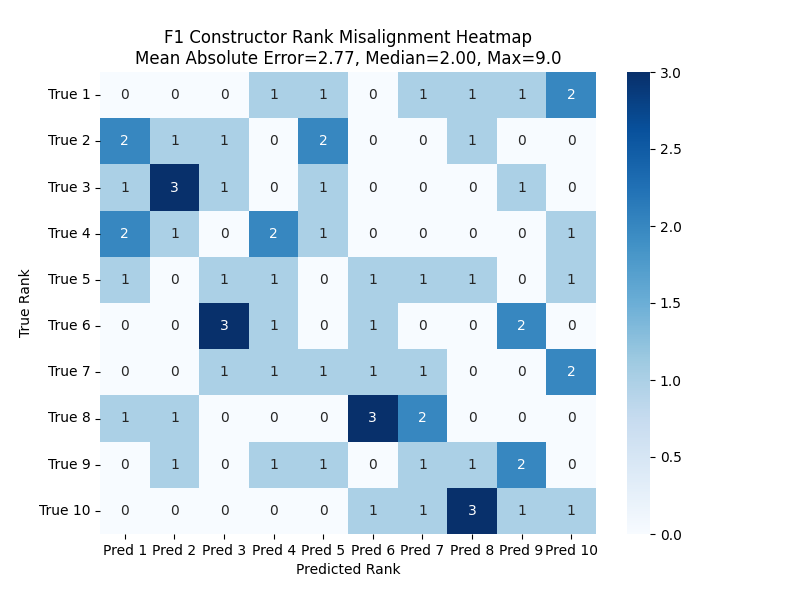 F1 Constructor Rank Misalignment Heatmap
Mean Absolute Error=2.77, Median=2.00, Max=9.0
True 1 0 0 0 1 1 0 1 1 1 2
True 2 2 1 1 0 2 0 0 1 0 0
True 3 1 3 1 0 1 0 0 0 1 0
True 4 2 1 0 2 1 0 0 0 0 1
True 5 1 0 1 1 0 1 1 1 0 1
True 6 0 0 3 1 0 1 0 0 2 0
True 7 0 0 1 1 1 1 1 0 0 2
True 8 1 1 0 0 0 3 2 0 0 0
True 9 0 1 0 1 1 0 1 1 2 0
True 10 0 0 0 0 0 1 1 3 1 1
Pred 1 Pred 2 Pred 3 Pred 4 Pred 5 Pred 6 Pred 7 Pred 8 Pred 9 Pred 10
Predicted Rank
True Rank
3.0
2.5
2.0
1.5
1.0
0.5
0.0